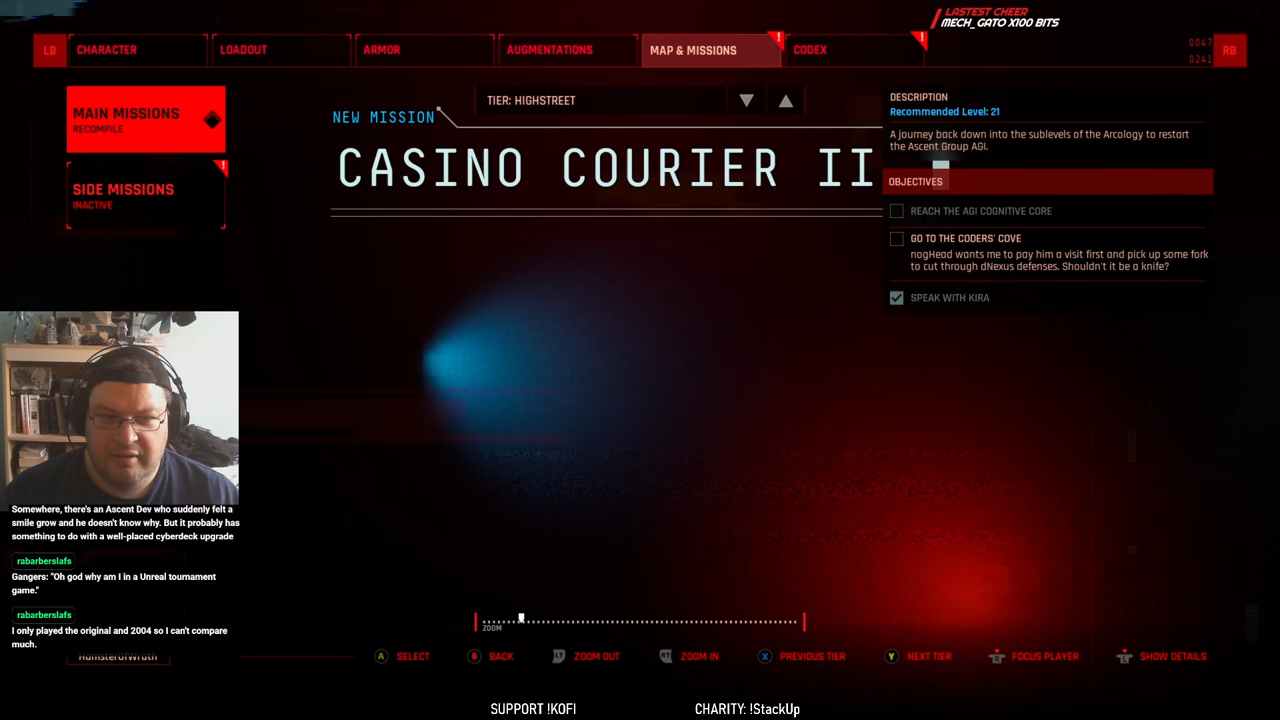 LASTEST CHEER
MECH_GATO X100 BITS
LB
CHARACTER
LOADOUT
ARMOR
AUGMENTATIONS
MAP & MISSIONS
!
CODEX
!
0047
0241
RB
MAIN MISSIONS
RECOMPILE
!
SIDE MISSIONS
INACTIVE
TIER: HIGHSTREET
NEW MISSION
CASINO COURIER II
DESCRIPTION
Recommended Level: 21
A journey back down into the sublevels of the Arcology to restart
the Ascent Group AGI.
OBJECTIVES
REACH THE AGI COGNITIVE CORE
GO TO THE CODERS' COVE
nogHead wants me to pay him a visit first and pick up some fork
to cut through dNexus defenses. Shouldn't it be a knife?
SPEAK WITH KIRA
Somewhere, there's an Ascent Dev who suddenly felt a
smile grow and he doesn't know why. But it probably has
something to do with a well-placed cyberdeck upgrade
rabarberslafs
Gangers: "Oh god why am I in a Unreal tournament
game."
rabarberslafs
I only played the original and 2004 so I can't compare
much.
HamsterOfWrath
ZOOM
A SELECT
B BACK
LT ZOOM OUT
RT ZOOM IN
X PREVIOUS TIER
Y NEXT TIER
R FOCUS PLAYER
L SHOW DETAILS
SUPPORT !KOFI
CHARITY: !StackUp